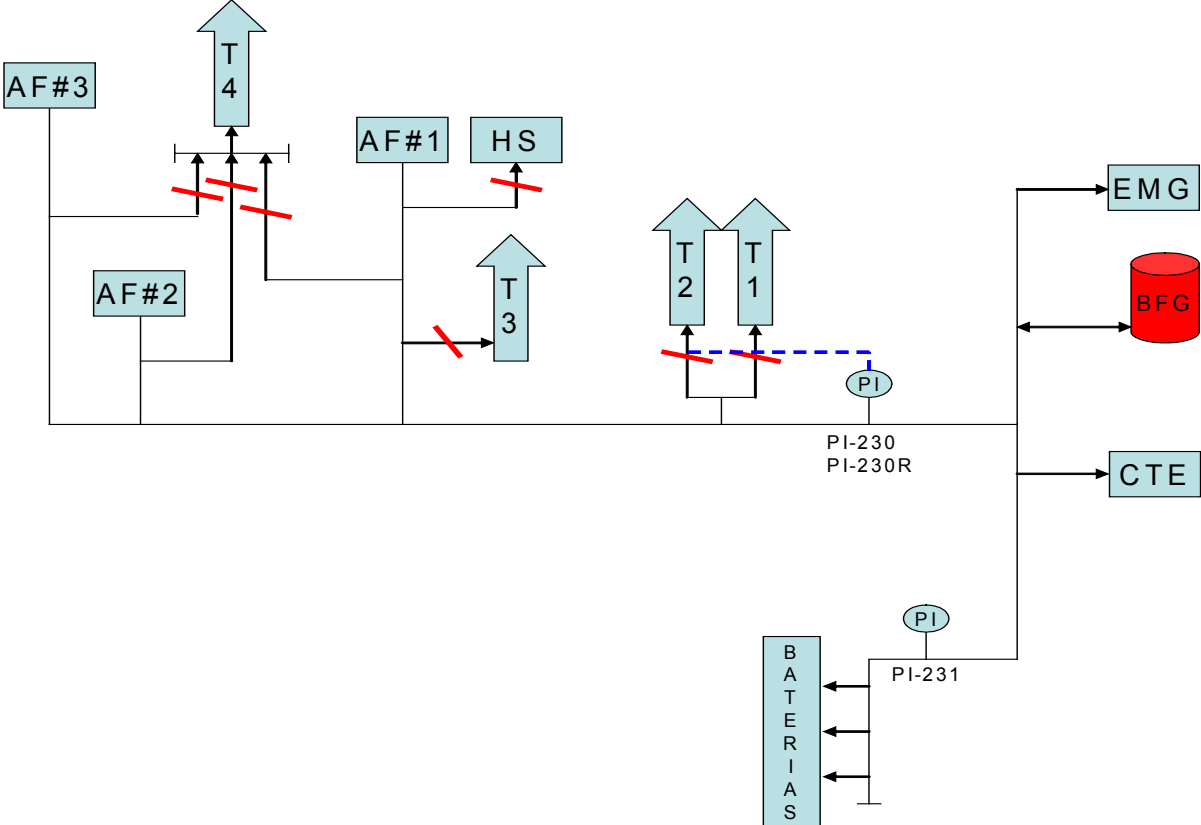 T
4
AF#3
AF#1
HS
EMG
T
2
T
1
T
3
AF#2
BFG
PI
PI-230
PI-230R
CTE
PI
PI-231
B
A
T
E
R
I
A
S